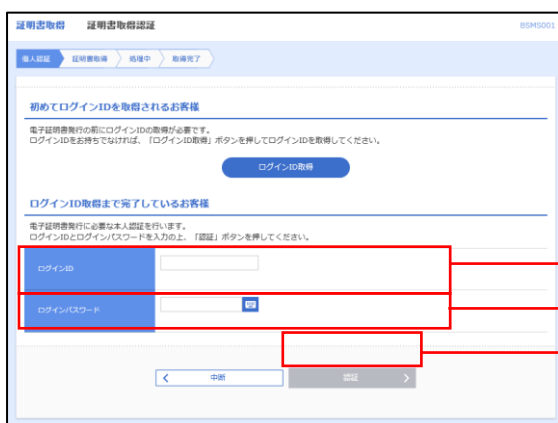 証明書取得 証明書取得認証
BSMS001
個人認証 証明書取得 処理中 取得完了
初めてログインIDを取得されるお客様
電子証明書発行の前にログインIDの取得が必要です。
ログインIDをお持ちでなければ、「ログインID取得」ボタンを押してログインIDを取得してください。
ログインID取得
ログインID取得まで完了しているお客様
電子証明書発行に必要な本人認証を行います。
ログインIDとログインパスワードを入力の上、「認証」ボタンを押してください。
ログインID
ログインパスワード
中断 認証